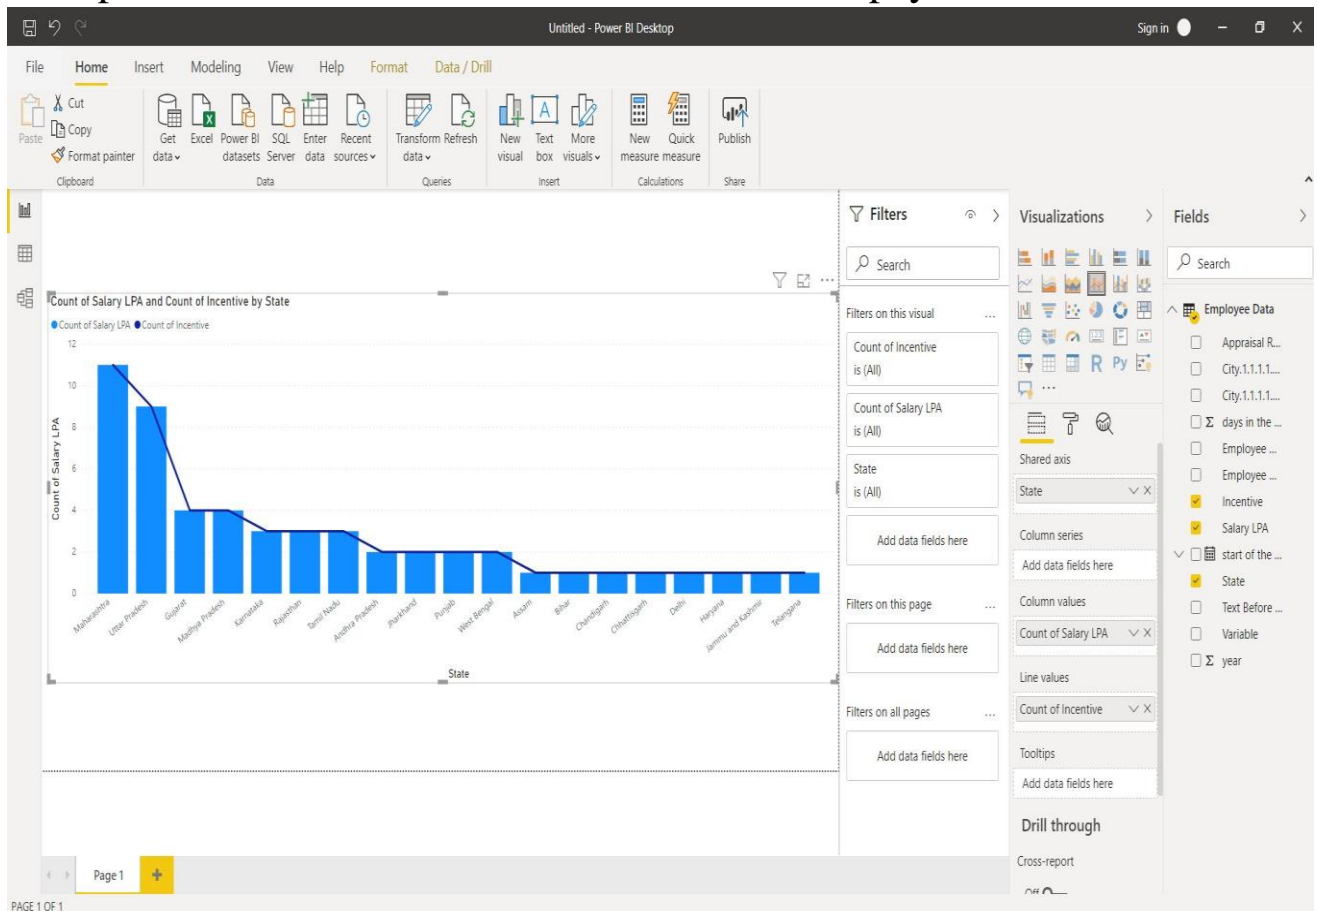 Untitled - Power BI Desktop
Sign in
File Home Insert Modeling View Help Format Data / Drill
Paste
Cut
Copy
Format painter
Clipboard
Get data
Excel
Power BI datasets
SQL Server
Enter data
Recent sources
Data
Transform data
Refresh
Queries
New visual
Text box
More visuals
Insert
New measure
Quick measure
Calculations
Publish
Share
Count of Salary LPA and Count of Incentive by State
Count of Salary LPA Count of Incentive
12
10
8
6
4
2
0
Count of Salary LPA
Maharashtra
Uttar Pradesh
Gujarat
Madhya Pradesh
Karnataka
Rajasthan
Tamil Nadu
Andhra Pradesh
Jharkhand
Punjab
West Bengal
Assam
Bihar
Chandigarh
Chhattisgarh
Delhi
Haryana
Jammu and Kashmir
Telangana
State
Filters
Search
Filters on this visual ...
Count of Incentive
is (All)
Count of Salary LPA
is (All)
State
is (All)
Add data fields here
Filters on this page ...
Add data fields here
Filters on all pages ...
Add data fields here
Visualizations
R Py
...
Shared axis
State
Column series
Add data fields here
Column values
Count of Salary LPA
Line values
Count of Incentive
Tooltips
Add data fields here
Drill through
Cross-report
Off
Fields
Search
Employee Data
Appraisal R...
City.1.1.1.1....
City.1.1.1.1....
Σ days in the ...
Employee ...
Employee ...
Incentive
Salary LPA
start of the ...
State
Text Before ...
Variable
Σ year
Page 1
PAGE 1 OF 1